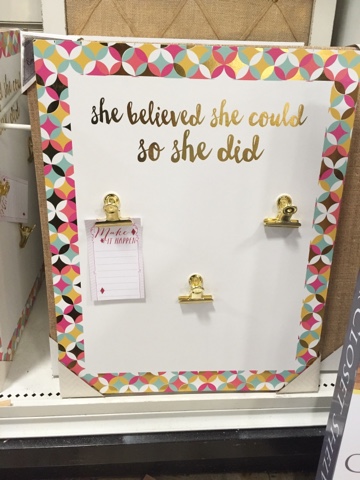 she believed she could
so she did
Make
IT HAPPEN